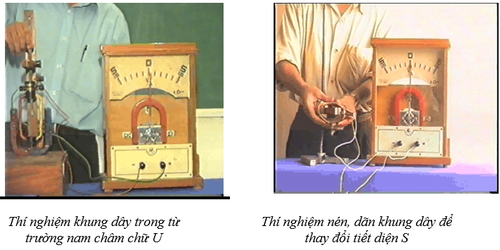 Thí nghiệm khung dây trong từ
trường nam châm chữ U
Thí nghiệm nén, dãn khung dây để
thay đổi tiết diện S